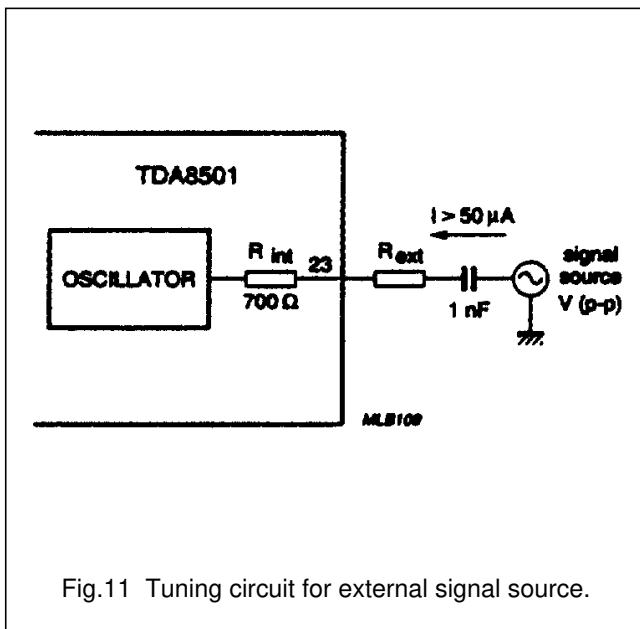 TDA8501
OSCILLATOR
R int
700 Ω
23
R ext
I > 50 μA
1 nF
signal
source
V (p-p)
MLB109
Fig.11 Tuning circuit for external signal source.